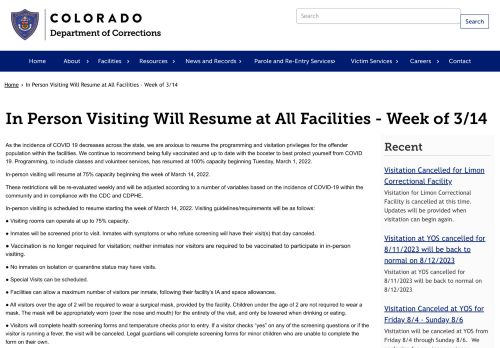 COLORADO
Department of Corrections
Search
Search
Home About Facilities Resources News and Records Parole and Re-Entry Services Victim Services Careers Contact
Home › In Person Visiting Will Resume at All Facilities - Week of 3/14
In Person Visiting Will Resume at All Facilities - Week of 3/14
As the incidence of COVID 19 decreases across the state, we are anxious to resume the programming and visitation privileges for the offender
population within the facilities. We continue to recommend being fully vaccinated and up to date with the booster to best protect yourself from COVID
19. Programming, to include classes and volunteer services, has resumed at 100% capacity beginning Tuesday, March 1, 2022.
In-person visiting will resume at 75% capacity beginning the week of March 14, 2022.
These restrictions will be re-evaluated weekly and will be adjusted according to a number of variables based on the incidence of COVID-19 within the
community and in compliance with the CDC and CDPHE.
In-person visiting is scheduled to resume starting the week of March 14, 2022. Visiting guidelines/requirements will be as follows:
● Visiting rooms can operate at up to 75% capacity.
● Inmates will be screened prior to visit. Inmates with symptoms or who refuse screening will have their visit(s) that day canceled.
● Vaccination is no longer required for visitation; neither inmates nor visitors are required to be vaccinated to participate in in-person
visiting.
● No inmates on isolation or quarantine status may have visits.
● Special Visits can be scheduled.
● Facilities can allow a maximum number of visitors per inmate, following their facility's IA and space allowances.
● All visitors over the age of 2 will be required to wear a surgical mask, provided by the facility. Children under the age of 2 are not required to wear a
mask. The mask will be appropriately worn (over the nose and mouth) for the entirety of the visit, and only be lowered when drinking or eating.
● Visitors will complete health screening forms and temperature checks prior to entry. If a visitor checks "yes" on any of the screening questions or if the
visitor is running a fever, the visit will be canceled. Legal guardians will complete screening forms for minor children who are unable to complete the
form on their own.
Recent
Visitation Cancelled for Limon
Correctional Facility
Visitation for Limon Correctional
Facility is cancelled at this time.
Updates will be provided when
visitation can begin again.
Visitation at YOS cancelled for
8/11/2023 will be back to
normal on 8/12/2023
Visitation at YOS cancelled for
8/11/2023 will be back to normal on
8/12/2023
Visitation Canceled at YOS for
Friday 8/4 - Sunday 8/6
Visitation will be canceled at YOS from
Friday 8/4 through Sunday 8/6. We